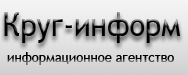 Круг-информ
информационное агентство